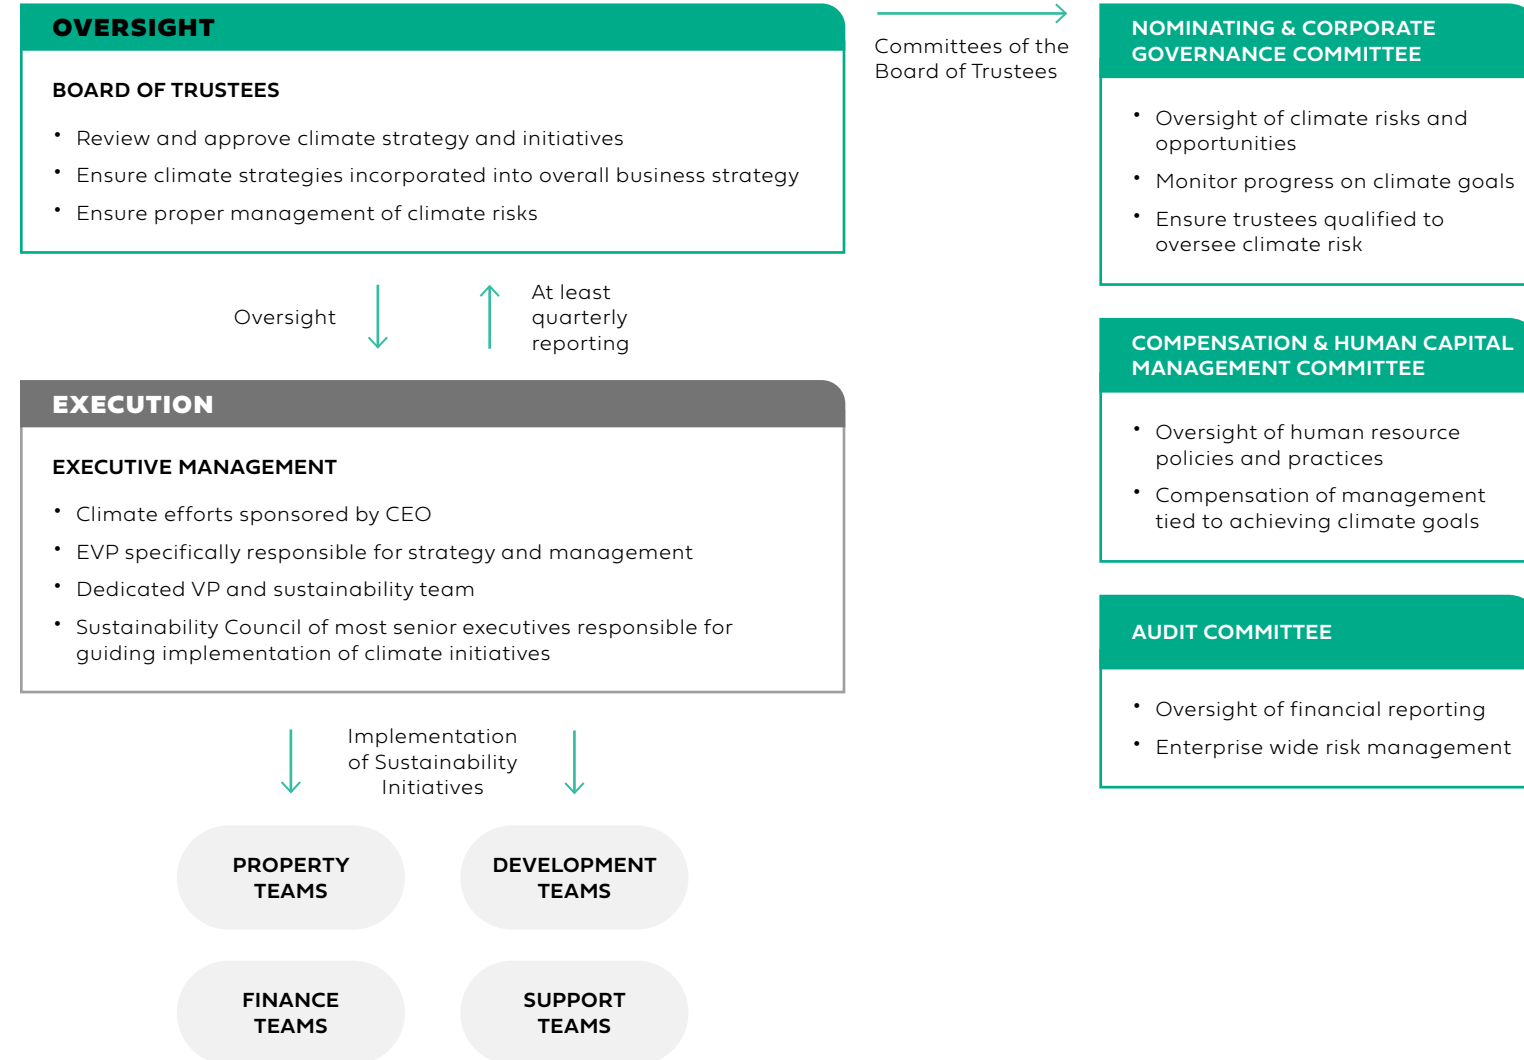 OVERSIGHT
BOARD OF TRUSTEES
• Review and approve climate strategy and initiatives
• Ensure climate strategies incorporated into overall business strategy
• Ensure proper management of climate risks
Committees of the
Board of Trustees
NOMINATING & CORPORATE
GOVERNANCE COMMITTEE
• Oversight of climate risks and
opportunities
• Monitor progress on climate goals
• Ensure trustees qualified to
oversee climate risk
Oversight
At least
quarterly
reporting
COMPENSATION & HUMAN CAPITAL
MANAGEMENT COMMITTEE
• Oversight of human resource
policies and practices
• Compensation of management
tied to achieving climate goals
EXECUTION
EXECUTIVE MANAGEMENT
• Climate efforts sponsored by CEO
• EVP specifically responsible for strategy and management
• Dedicated VP and sustainability team
• Sustainability Council of most senior executives responsible for
guiding implementation of climate initiatives
AUDIT COMMITTEE
• Oversight of financial reporting
• Enterprise wide risk management
Implementation
of Sustainability
Initiatives
PROPERTY
TEAMS
DEVELOPMENT
TEAMS
FINANCE
TEAMS
SUPPORT
TEAMS